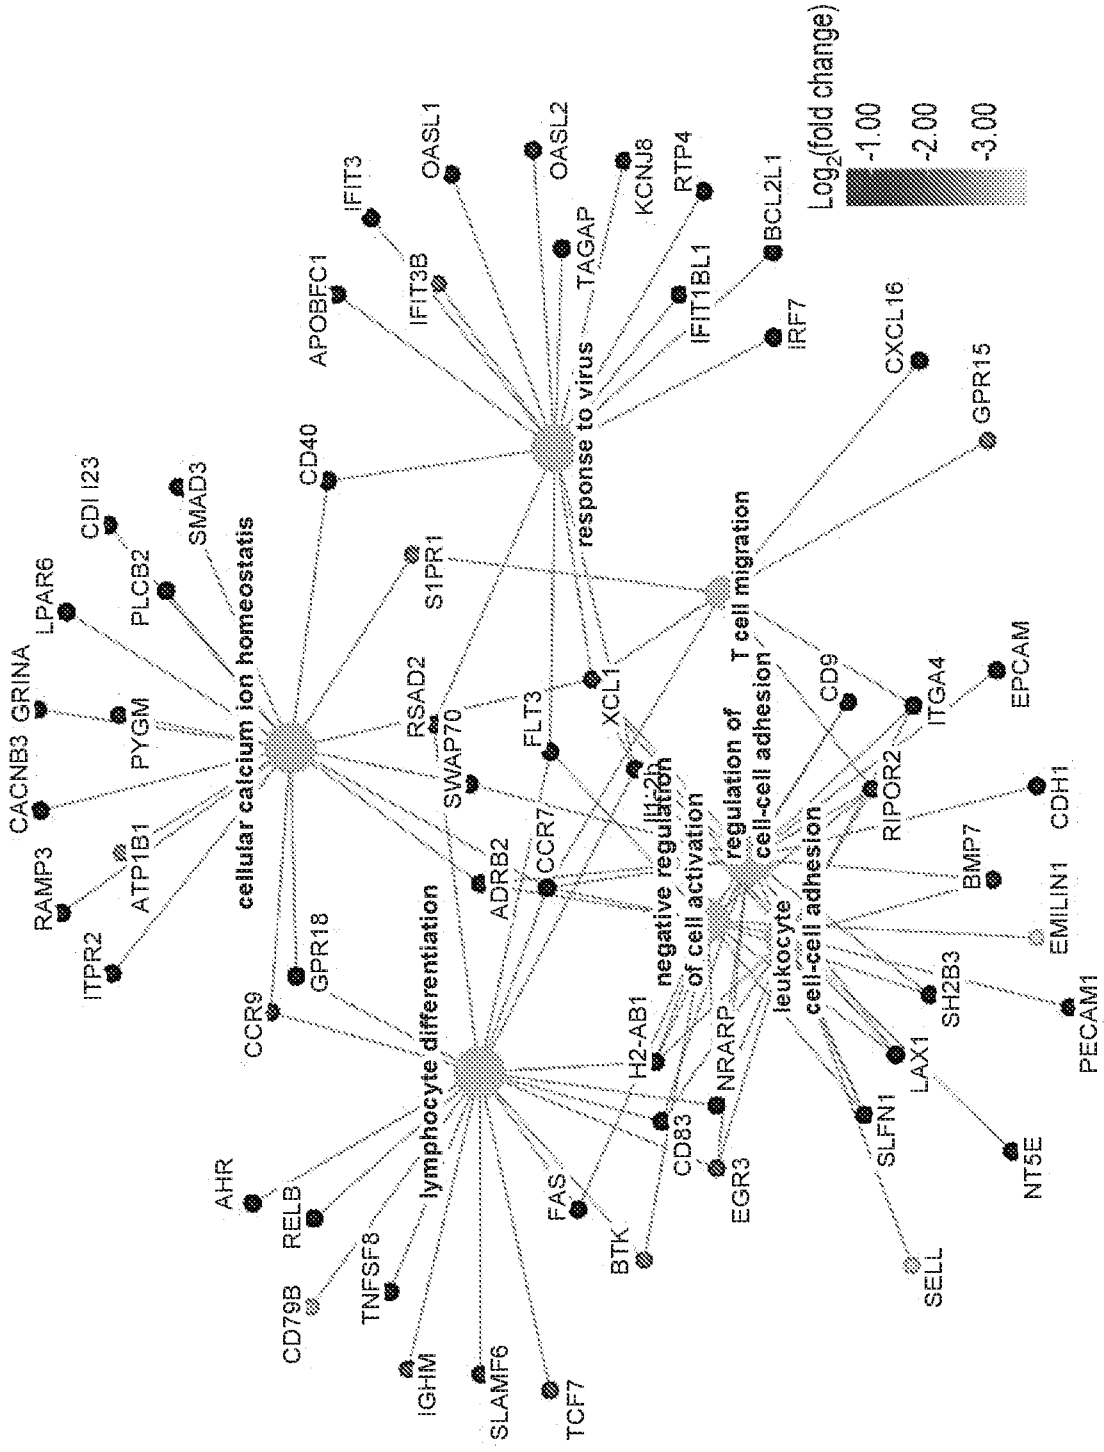 AHR
RELB
CD79B
TNFSF8
IGHM
SLAMF6
TCF7
FAS
BTK
EGR3
CD83
NRARP
H2-AB1
SELL
NT5E
SLFN1
LAX1
SH2B3
PECAM1
EMILIN1
BMP7
CDH1
lymphocyte differentiation
CCR9
GPR18
ITPR2
RAMP3
ATP1B1
CACNB3
GRINA
PYGM
LPAR6
PLCB2
SMAD3
cellular calcium ion homeostatis
ADRB2
CCR7
SWAP70
RSAD2
FLT3
XCL1
S1PR1
CD40
negative regulation
of cell activation
regulation of
cell-cell adhesion
leukocyte
cell-cell adhesion
T cell migration
RIPOR2
CD9
ITGA4
EPCAM
GPR15
CXCL16
response to virus
APOBFC1
IFIT3
IFIT3B
OASL1
OASL2
TAGAP
KCNJ8
RTP4
IFIT1BL1
BCL2L1
IRF7
Log2(fold change)
-1.00
-2.00
-3.00